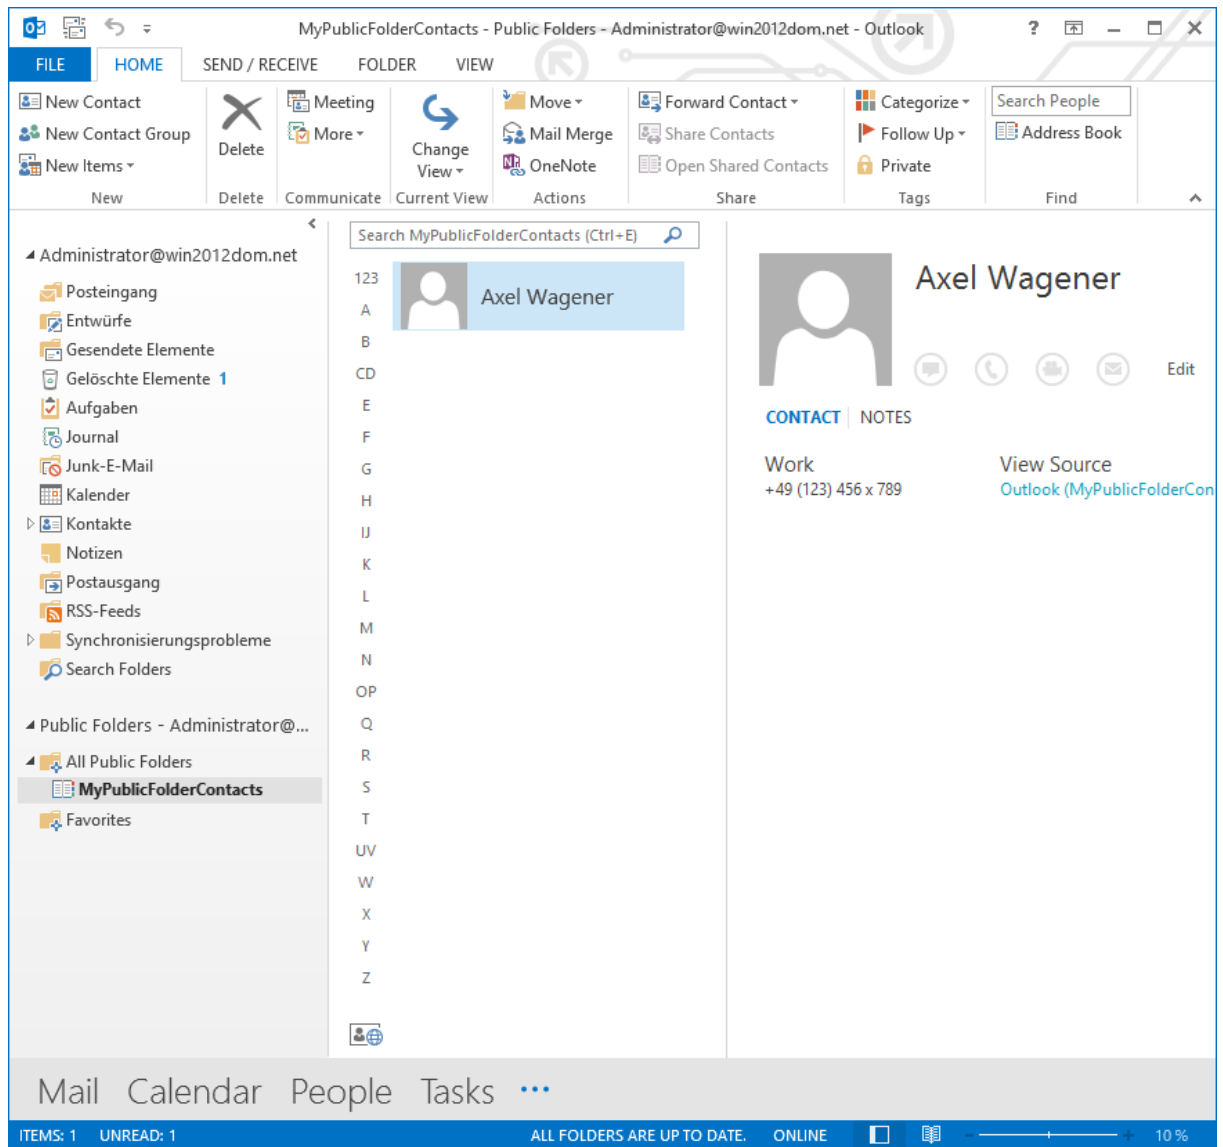 MyPublicFolderContacts - Public Folders - Administrator@win2012dom.net - Outlook
FILE HOME SEND / RECEIVE FOLDER VIEW
New Contact
New Contact Group
New Items
New
Delete
Delete
Meeting
More
Communicate
Change
View
Current View
Move
Mail Merge
OneNote
Actions
Forward Contact
Share Contacts
Open Shared Contacts
Share
Categorize
Follow Up
Private
Tags
Search People
Address Book
Find
Administrator@win2012dom.net
Posteingang
Entwürfe
Gesendete Elemente
Gelöschte Elemente 1
Aufgaben
Journal
Junk-E-Mail
Kalender
Kontakte
Notizen
Postausgang
RSS-Feeds
Synchronisierungsprobleme
Search Folders
Public Folders - Administrator@...
All Public Folders
MyPublicFolderContacts
Favorites
Search MyPublicFolderContacts (Ctrl+E)
123
A
B
CD
E
F
G
H
IJ
K
L
M
N
OP
Q
R
S
T
UV
W
X
Y
Z
Axel Wagener
Axel Wagener
Edit
CONTACT NOTES
Work
+49 (123) 456 x 789
View Source
Outlook (MyPublicFolderCon
Mail Calendar People Tasks ...
ITEMS: 1 UNREAD: 1 ALL FOLDERS ARE UP TO DATE. ONLINE 10 %